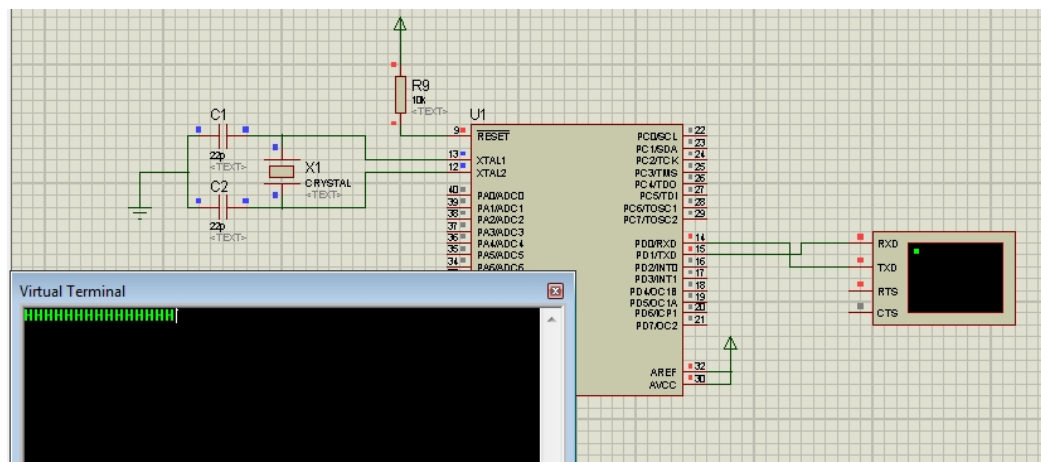 R9
10k
<TEXT>
C1
22p
<TEXT>
X1
CRYSTAL
<TEXT>
C2
22p
<TEXT>
U1
9
RESET
13
XTAL1
12
XTAL2
40
PA0/ADC0
39
PA1/ADC1
38
PA2/ADC2
37
PA3/ADC3
36
PA4/ADC4
35
PA5/ADC5
34
PA6/ADC6
PC0/SCL
22
PC1/SDA
23
PC2/TCK
24
PC3/TMS
25
PC4/TDO
26
PC5/TDI
27
PC6/TOSC1
28
PC7/TOSC2
29
PD0/RXD
14
PD1/TXD
15
PD2/INT0
16
PD3/INT1
17
PD4/OC1B
18
PD5/OC1A
19
PD6/ICP1
20
PD7/OC2
21
AREF
32
AVCC
30
RXD
TXD
RTS
CTS
Virtual Terminal
HHHHHHHHHHHHHHHH